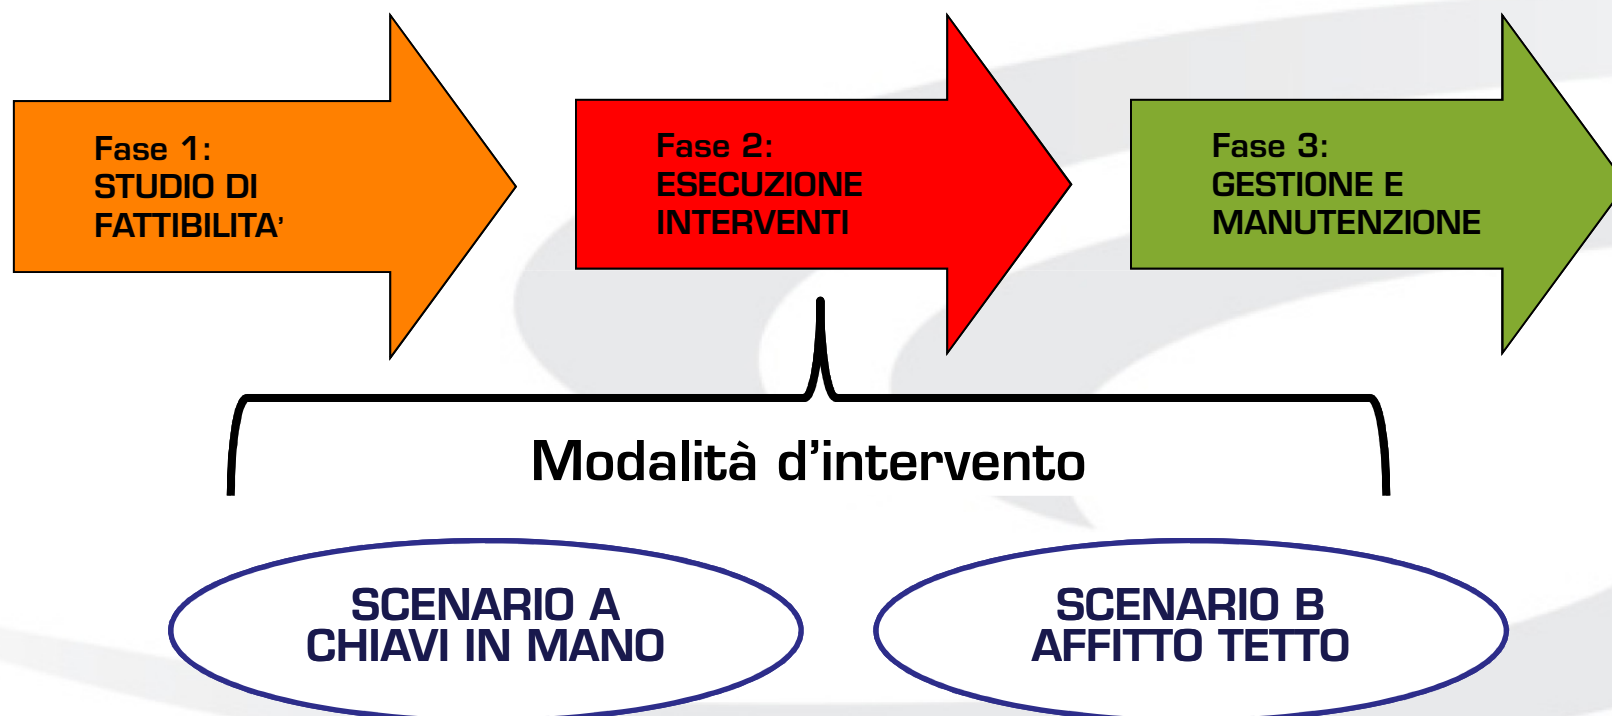 Fase 1:
STUDIO DI
FATTIBILITA’
Fase 2:
ESECUZIONE
INTERVENTI
Fase 3:
GESTIONE E
MANUTENZIONE
Modalità d’intervento
SCENARIO A
CHIAVI IN MANO
SCENARIO B
AFFITTO TETTO